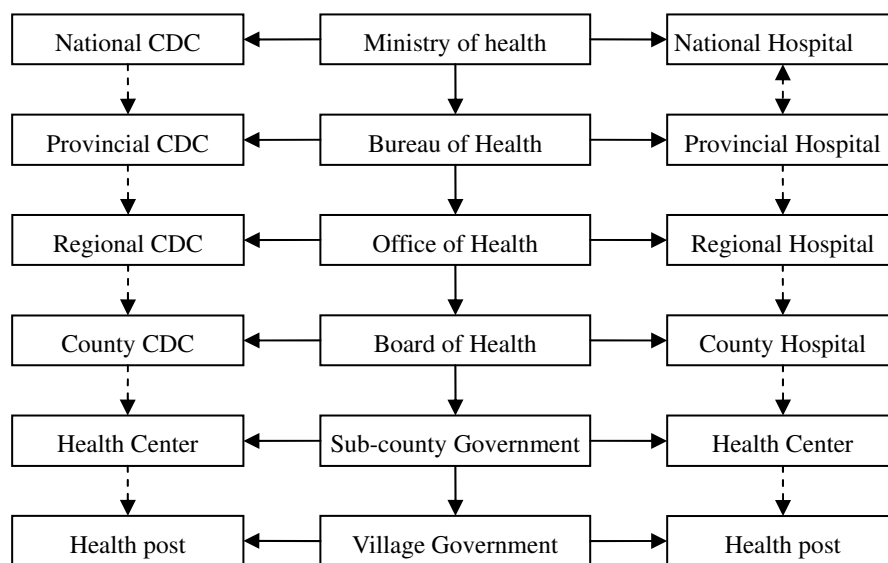 National CDC
Ministry of health
National Hospital
Provincial CDC
Bureau of Health
Provincial Hospital
Regional CDC
Office of Health
Regional Hospital
County CDC
Board of Health
County Hospital
Health Center
Sub-county Government
Health Center
Health post
Village Government
Health post